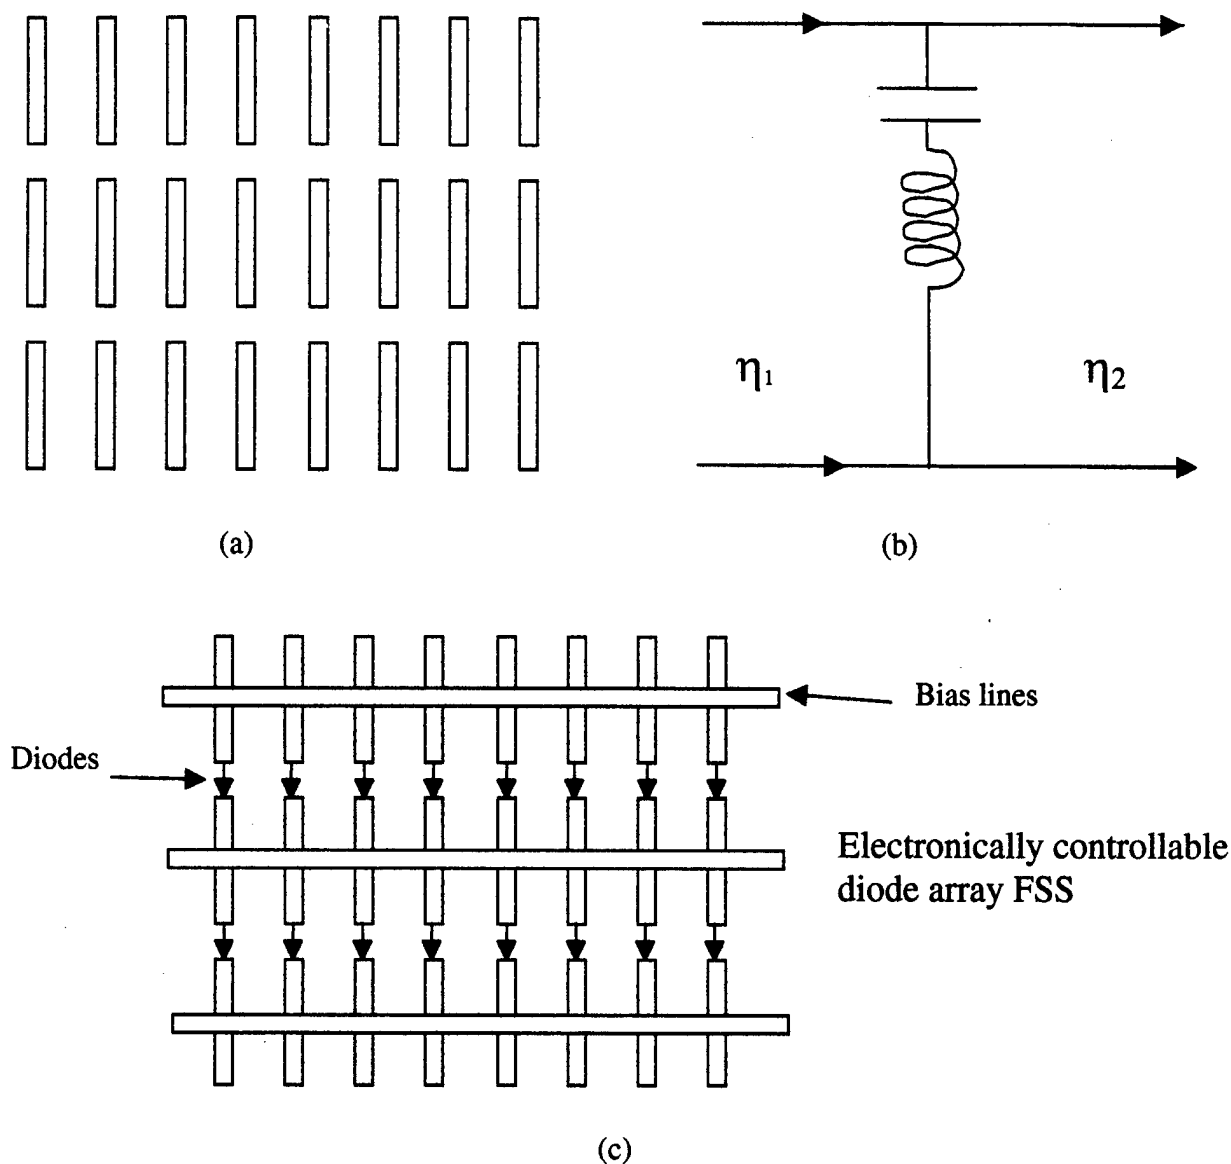 η1
η2
(a)
(b)
Bias lines
Diodes
Electronically controllable
diode array FSS
(c)